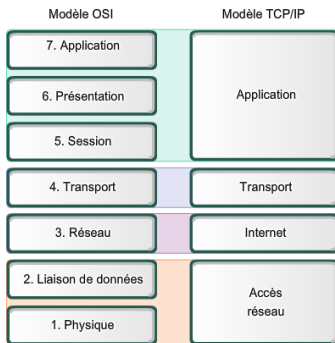 Modèle OSI
Modèle TCP/IP
7. Application
6. Présentation
5. Session
Application
4. Transport
Transport
3. Réseau
Internet
2. Liaison de données
1. Physique
Accès
réseau